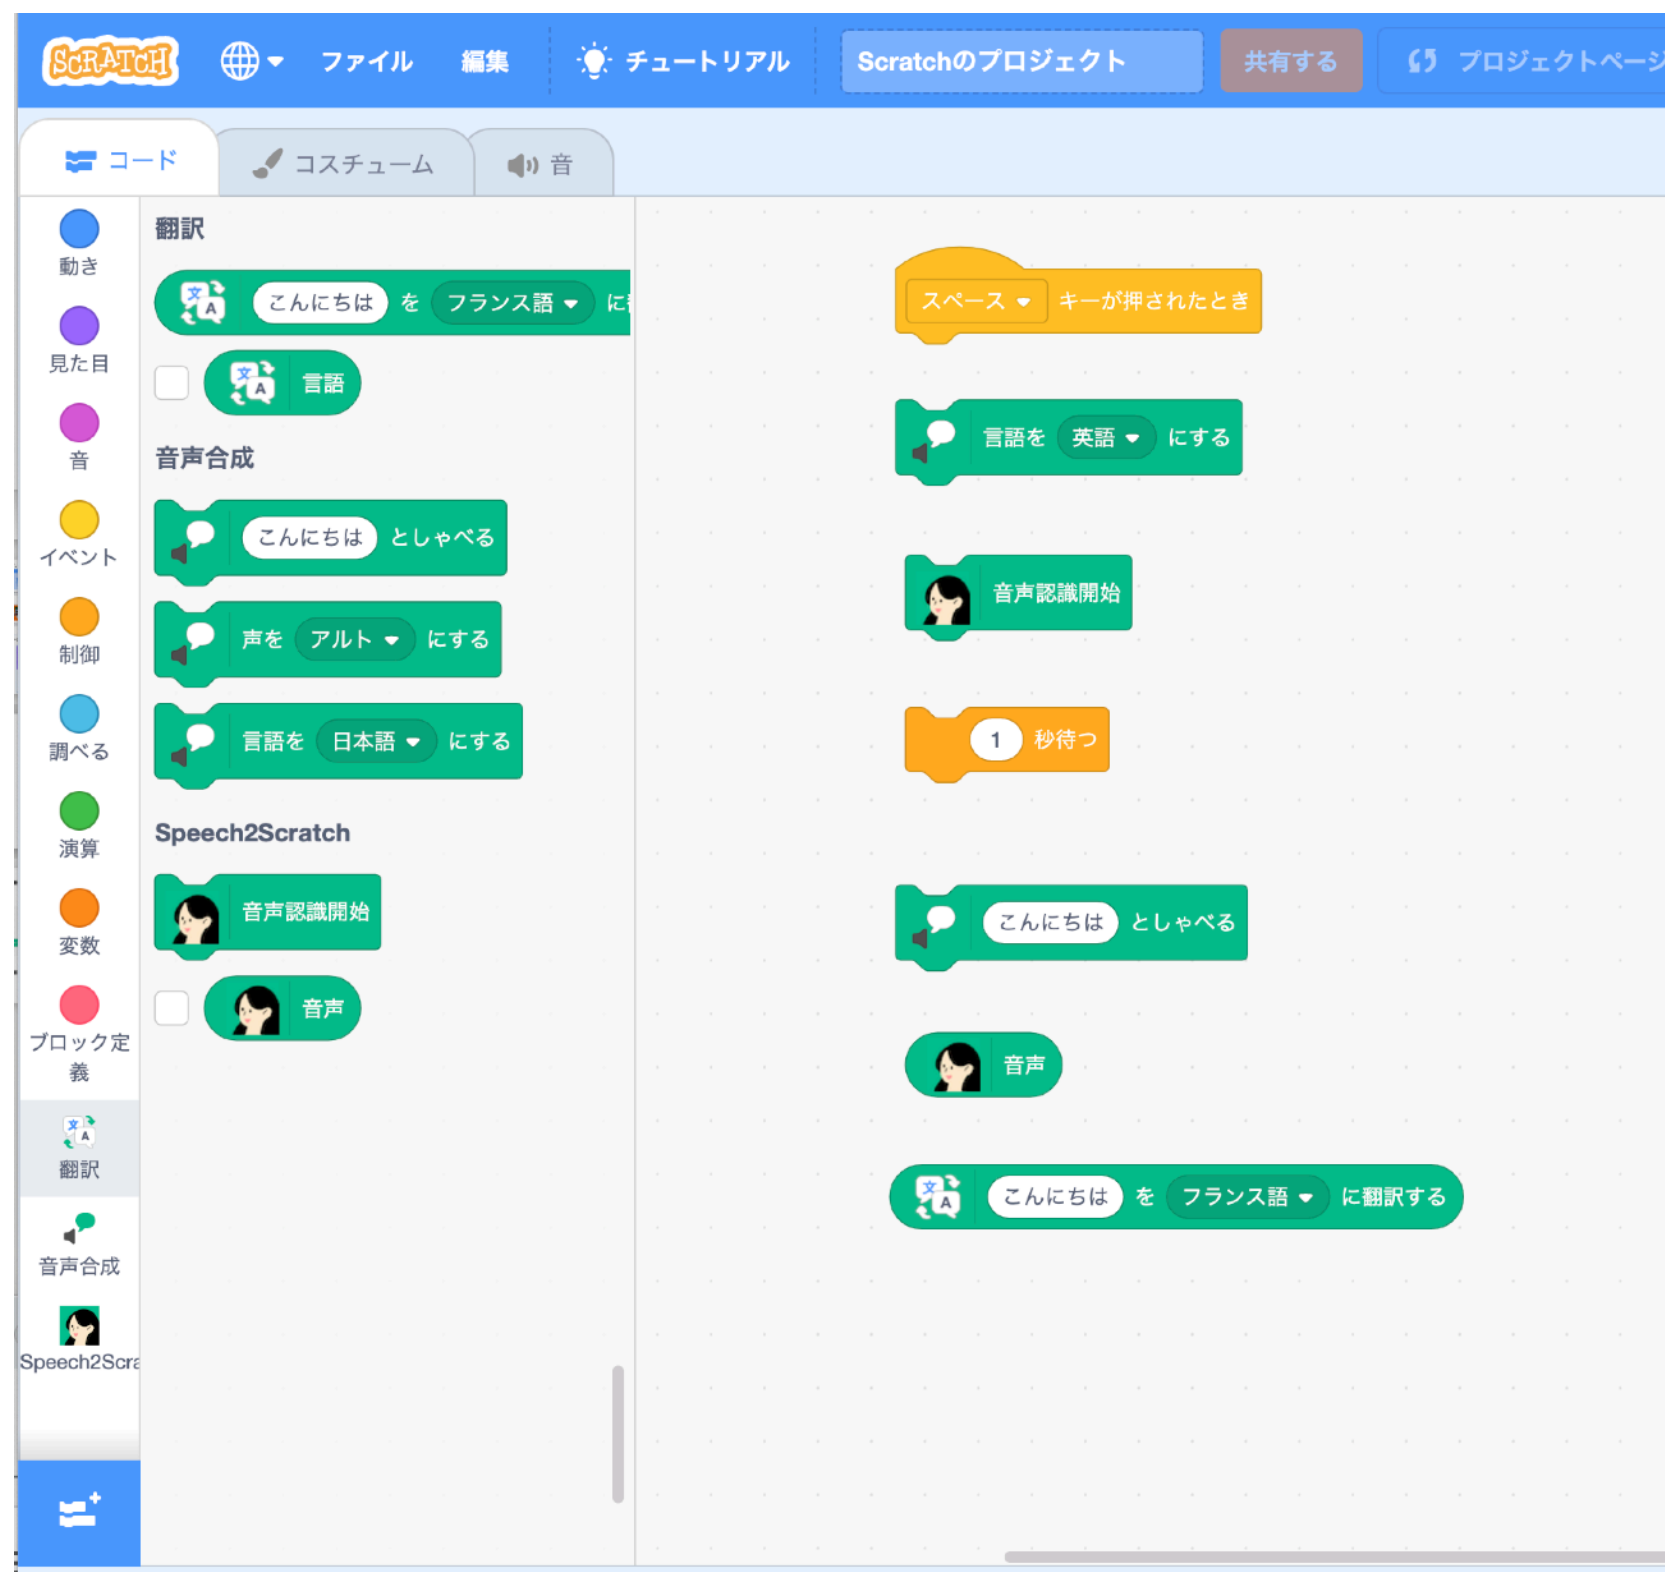 SCRATCH ファイル 編集 チュートリアル Scratchのプロジェクト 共有する プロジェクトページ
コード コスチューム 音
動き
見た目
音
イベント
制御
調べる
演算
変数
ブロック定
義
翻訳
音声合成
Speech2Scra
翻訳
こんにちは を フランス語 に
言語
音声合成
こんにちは としゃべる
声を アルト にする
言語を 日本語 にする
Speech2Scratch
音声認識開始
音声
スペース キーが押されたとき
言語を 英語 にする
音声認識開始
1 秒待つ
こんにちは としゃべる
音声
こんにちは を フランス語 に翻訳する